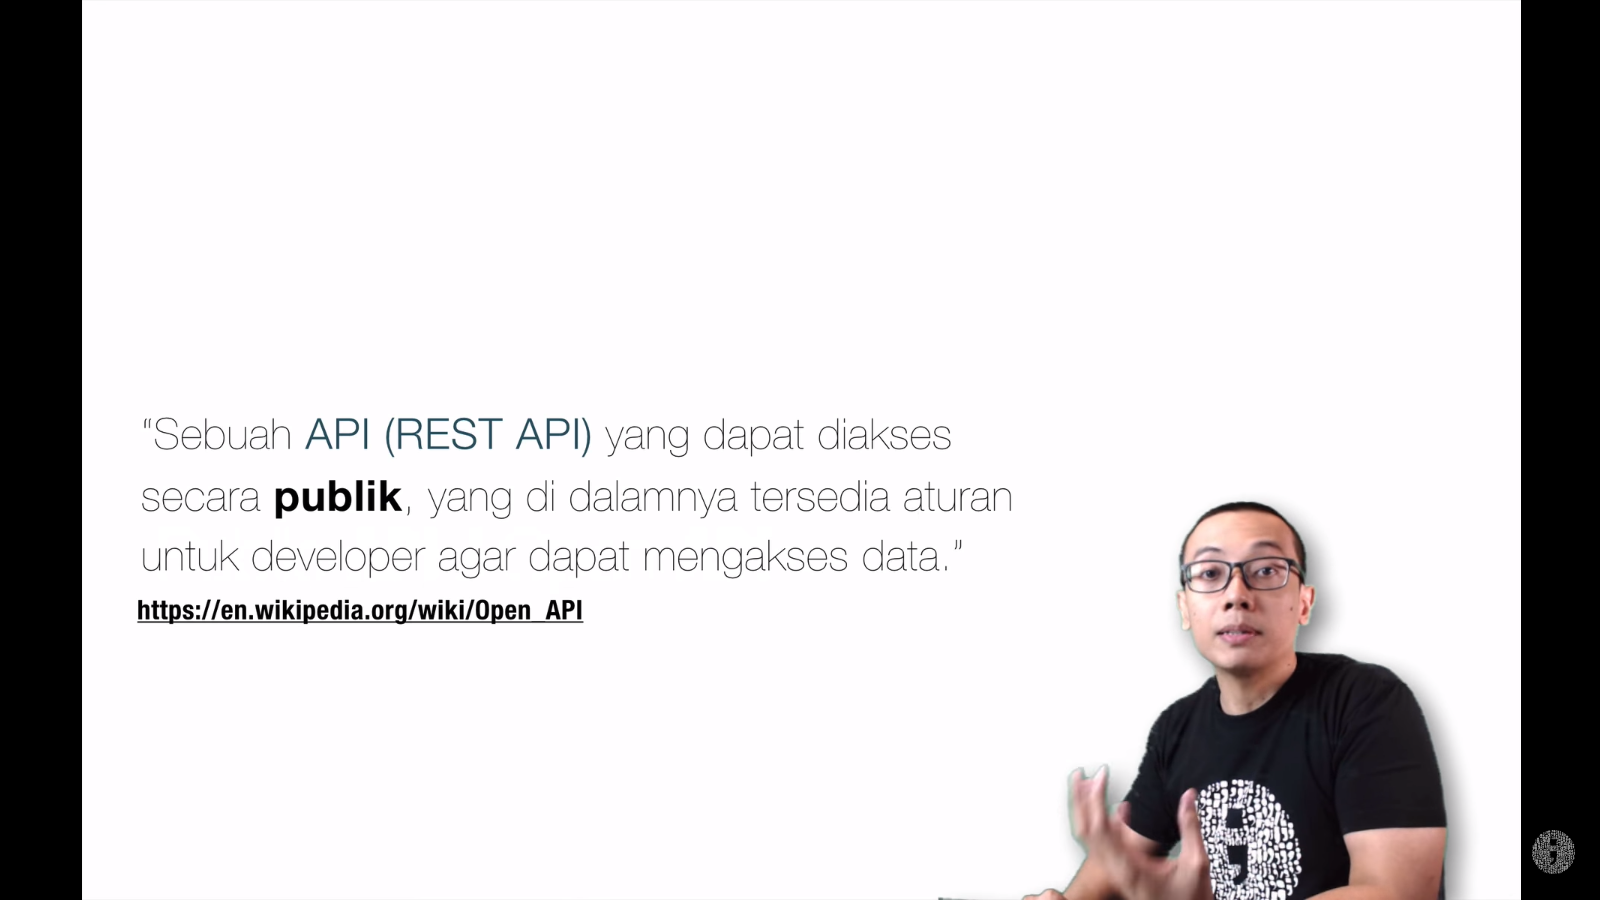 “Sebuah API (REST API) yang dapat diakses
secara publik, yang di dalamnya tersedia aturan
untuk developer agar dapat mengakses data.”
https://en.wikipedia.org/wiki/Open_API